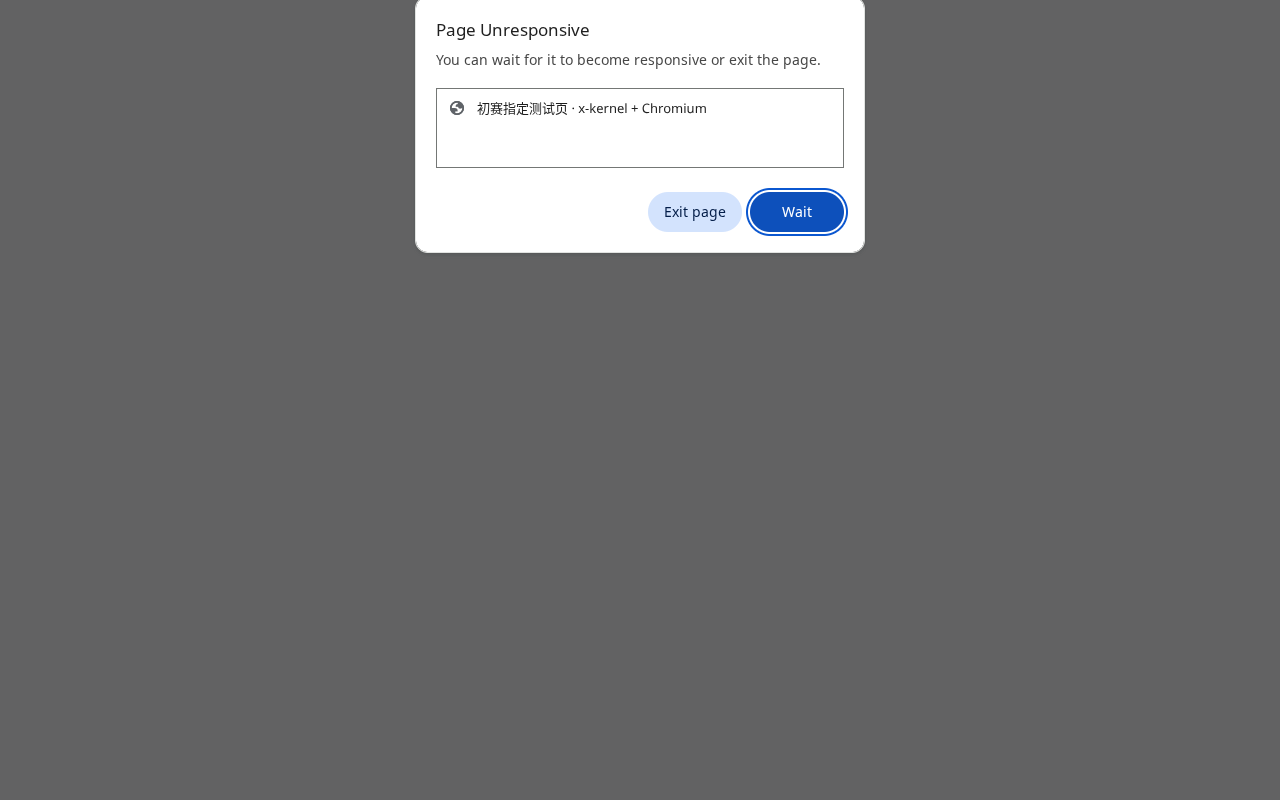 Page Unresponsive
You can wait for it to become responsive or exit the page.
初赛指定测试页 · x-kernel + Chromium
Exit page
Wait